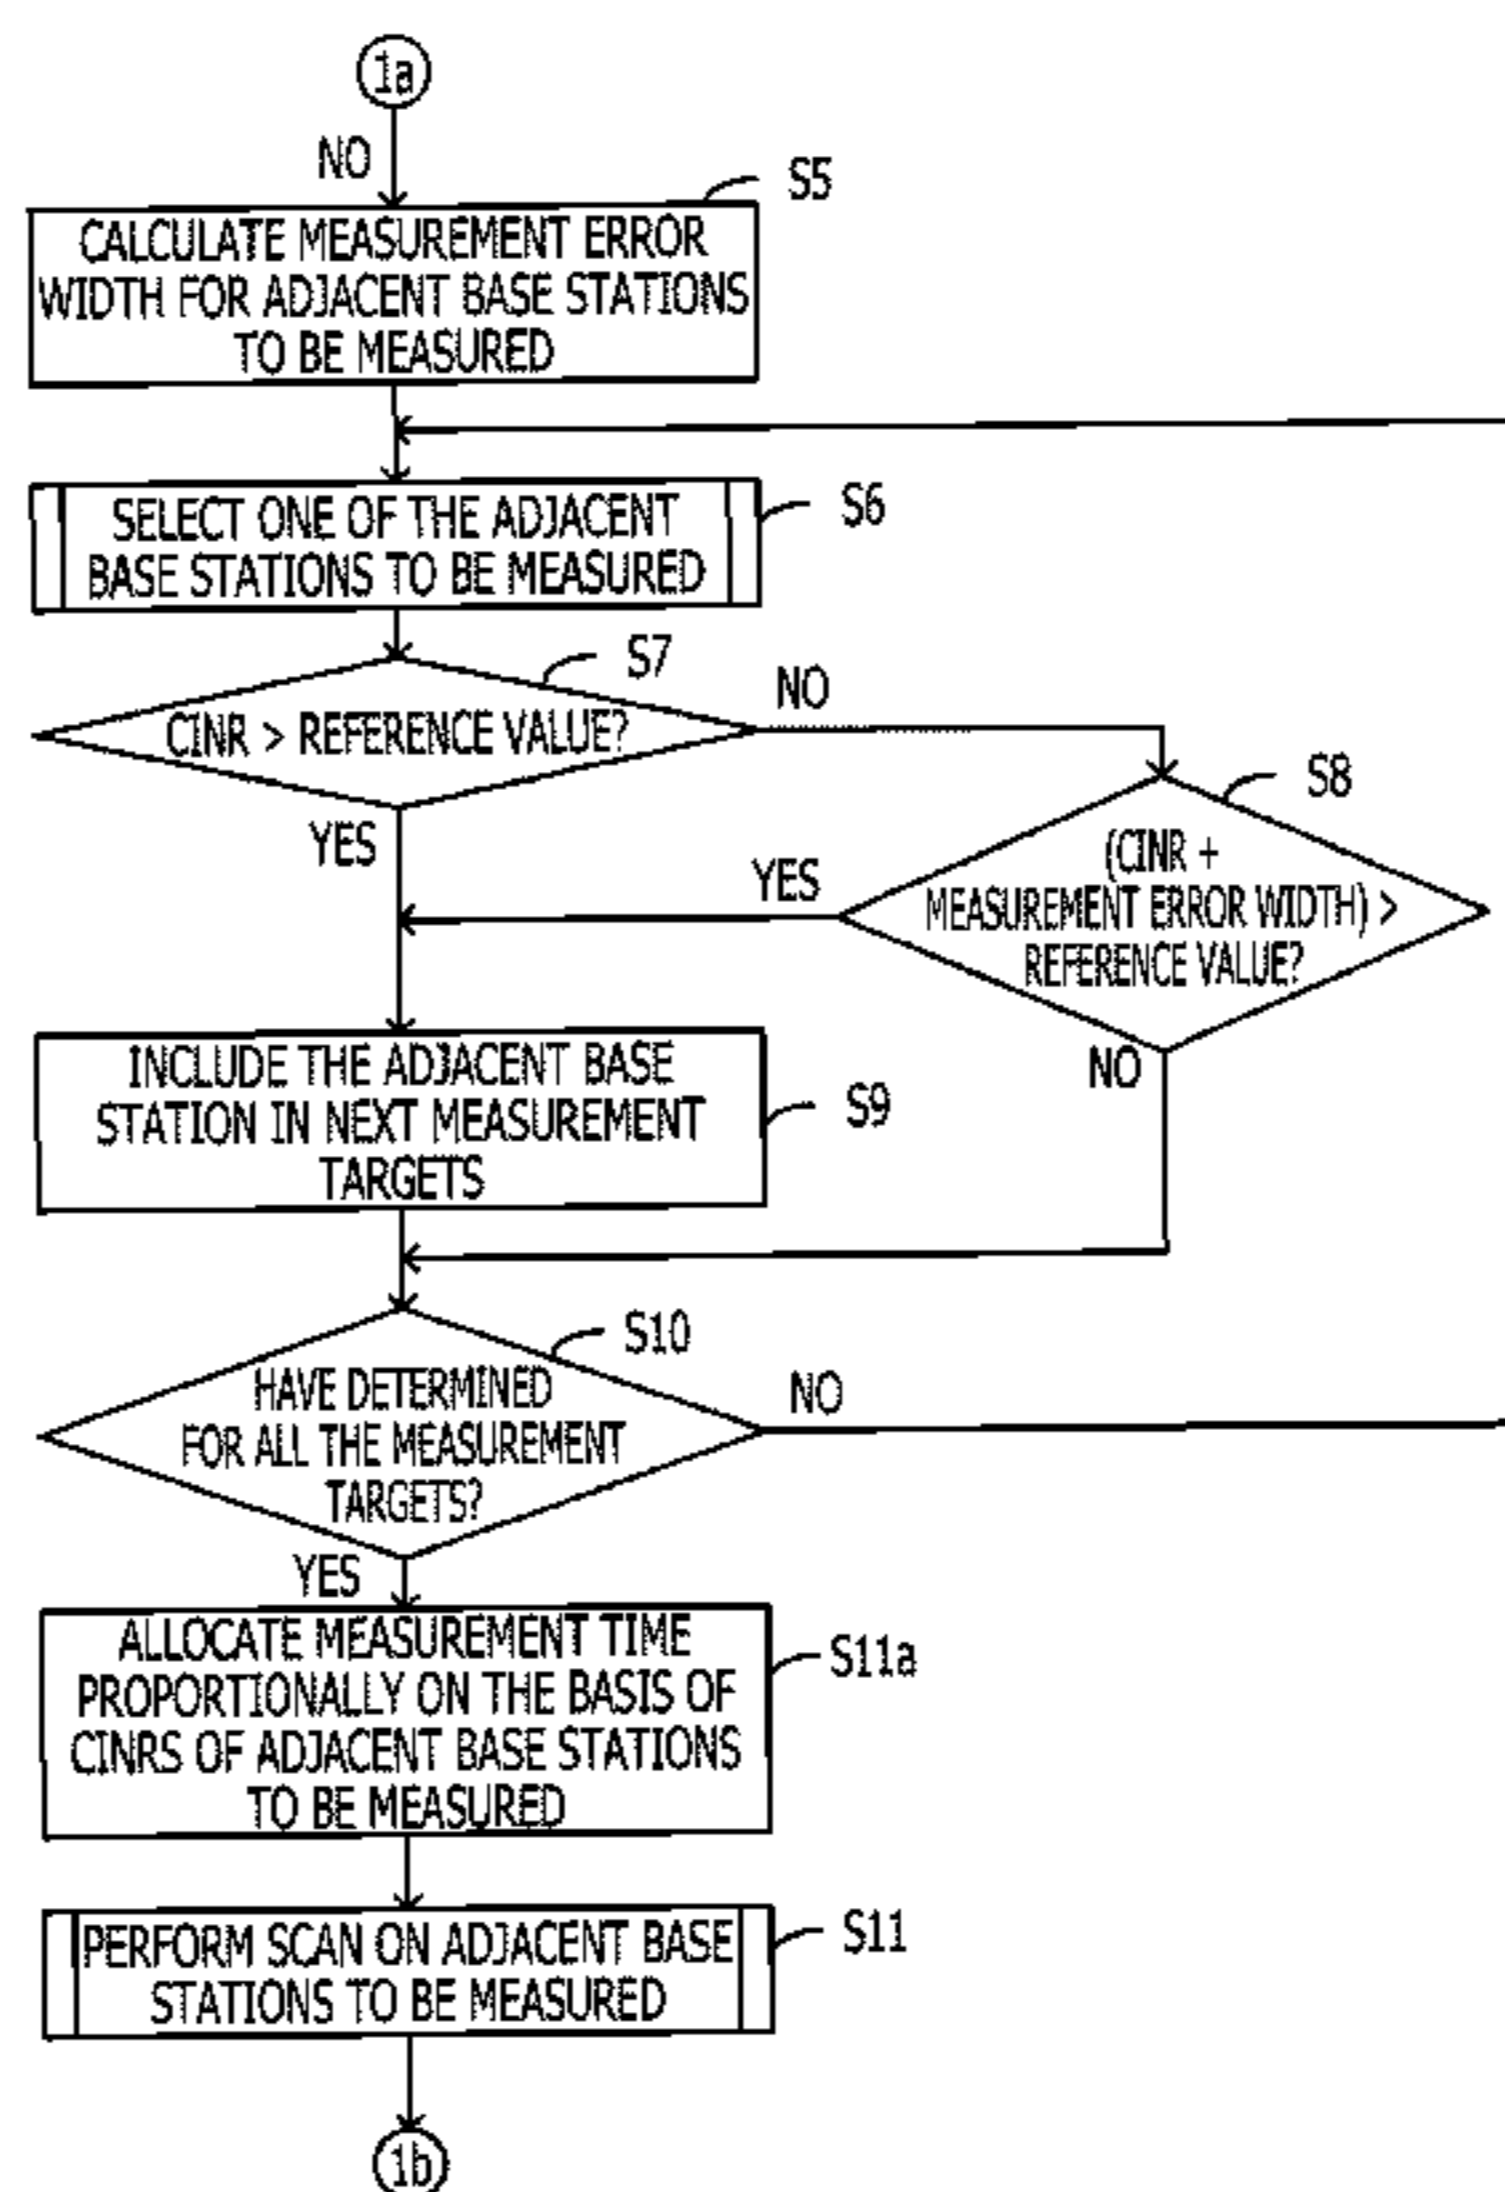 1a
NO
S5
CALCULATE MEASUREMENT ERROR
WIDTH FOR ADJACENT BASE STATIONS
TO BE MEASURED
S6
SELECT ONE OF THE ADJACENT
BASE STATIONS TO BE MEASURED
S7
CINR > REFERENCE VALUE?
NO
YES
S8
(CINR +
MEASUREMENT ERROR WIDTH) >
REFERENCE VALUE?
YES
NO
INCLUDE THE ADJACENT BASE
STATION IN NEXT MEASUREMENT
TARGETS
S9
S10
HAVE DETERMINED
FOR ALL THE MEASUREMENT
TARGETS?
NO
YES
ALLOCATE MEASUREMENT TIME
PROPORTIONALLY ON THE BASIS OF
CINRS OF ADJACENT BASE STATIONS
TO BE MEASURED
S11a
PERFORM SCAN ON ADJACENT BASE
STATIONS TO BE MEASURED
S11
1b